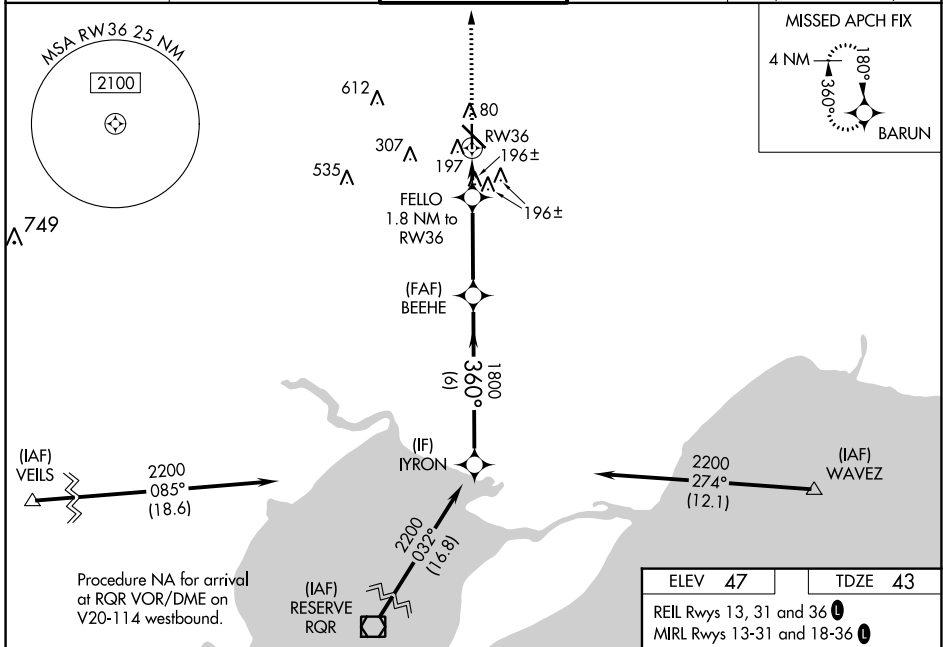 MSA RW36 25 NM
2100
MISSED APCH FIX
4 NM
180°
360°
BARUN
612
80
RW36
307
197
196±
535
196±
FELLO
1.8 NM to
RW36
749
(FAF)
BEEHE
1800
360°
(6)
(IF)
IYRON
(IAF)
VEILS
2200
085°
(18.6)
2200
274°
(12.1)
(IAF)
WAVEZ
2200
032°
(16.8)
Procedure NA for arrival
at RQR VOR/DME on
V20-114 westbound.
(IAF)
RESERVE
RQR
ELEV 47
TDZE 43
REIL Rwys 13, 31 and 36 L
MIRL Rwys 13-31 and 18-36 L